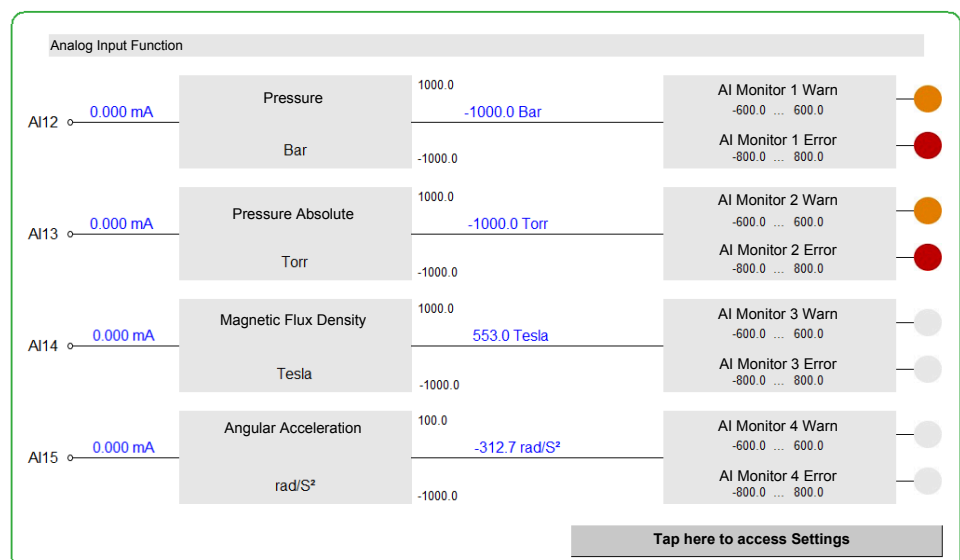 Analog Input Function
AI12
0.000 mA
Pressure
Bar
1000.0
-1000.0 Bar
-1000.0
AI Monitor 1 Warn
-600.0 ... 600.0
AI Monitor 1 Error
-800.0 ... 800.0
AI13
0.000 mA
Pressure Absolute
Torr
1000.0
-1000.0 Torr
-1000.0
AI Monitor 2 Warn
-600.0 ... 600.0
AI Monitor 2 Error
-800.0 ... 800.0
AI14
0.000 mA
Magnetic Flux Density
Tesla
1000.0
553.0 Tesla
-1000.0
AI Monitor 3 Warn
-600.0 ... 600.0
AI Monitor 3 Error
-800.0 ... 800.0
AI15
0.000 mA
Angular Acceleration
rad/S²
100.0
-312.7 rad/S²
-1000.0
AI Monitor 4 Warn
-600.0 ... 600.0
AI Monitor 4 Error
-800.0 ... 800.0
Tap here to access Settings